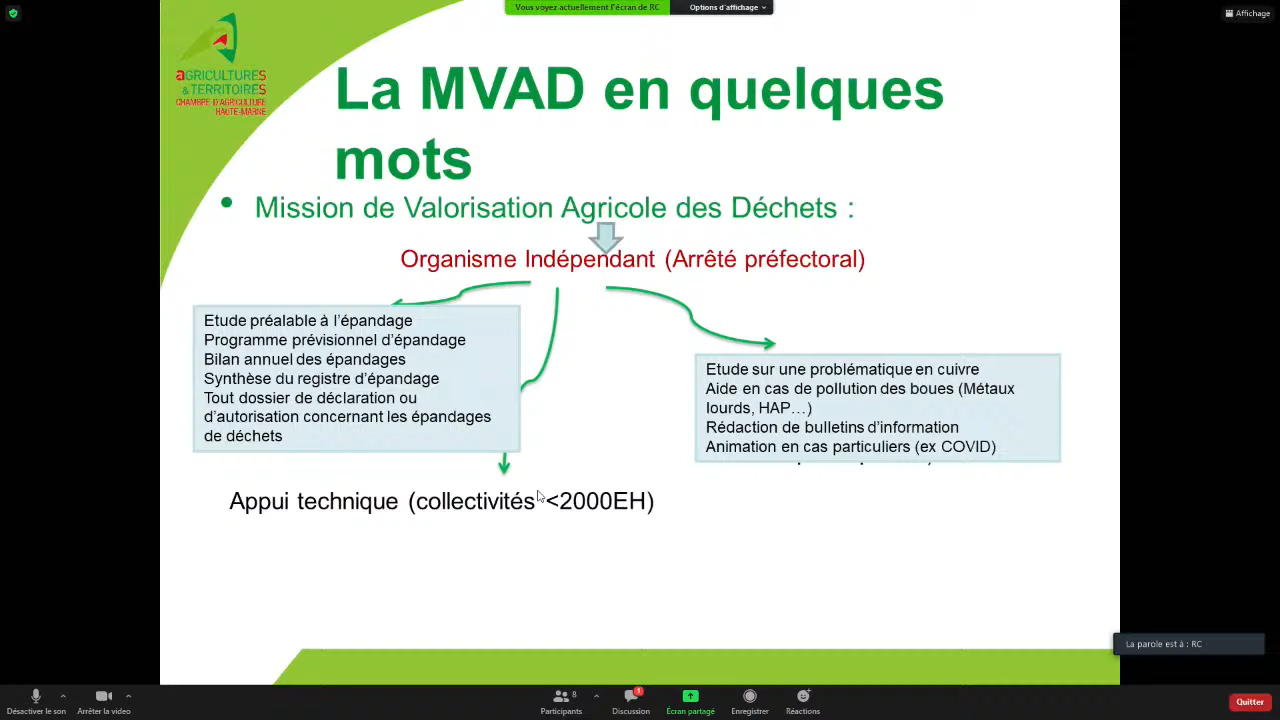 Vous voyez actuellement l'écran de RC
Options d'affichage
Affichage
aGRICULTURES
& TERRITOIRES
CHAMBRE D'AGRICULTURE
HAUTE-MARNE
La MVAD en quelques
mots
• Mission de Valorisation Agricole des Déchets :
Organisme Indépendant (Arrêté préfectoral)
Etude préalable à l'épandage
Programme prévisionnel d'épandage
Bilan annuel des épandages
Synthèse du registre d'épandage
Tout dossier de déclaration ou
d'autorisation concernant les épandages
de déchets
Etude sur une problématique en cuivre
Aide en cas de pollution des boues (Métaux
lourds, HAP…)
Rédaction de bulletins d'information
Animation en cas particuliers (ex COVID)
Appui technique (collectivités <2000EH)
La parole est à : RC
Désactiver le son
Arrêter la video
Participants
8
Discussion
1
Écran partagé
Enregistrer
Réactions
Quitter